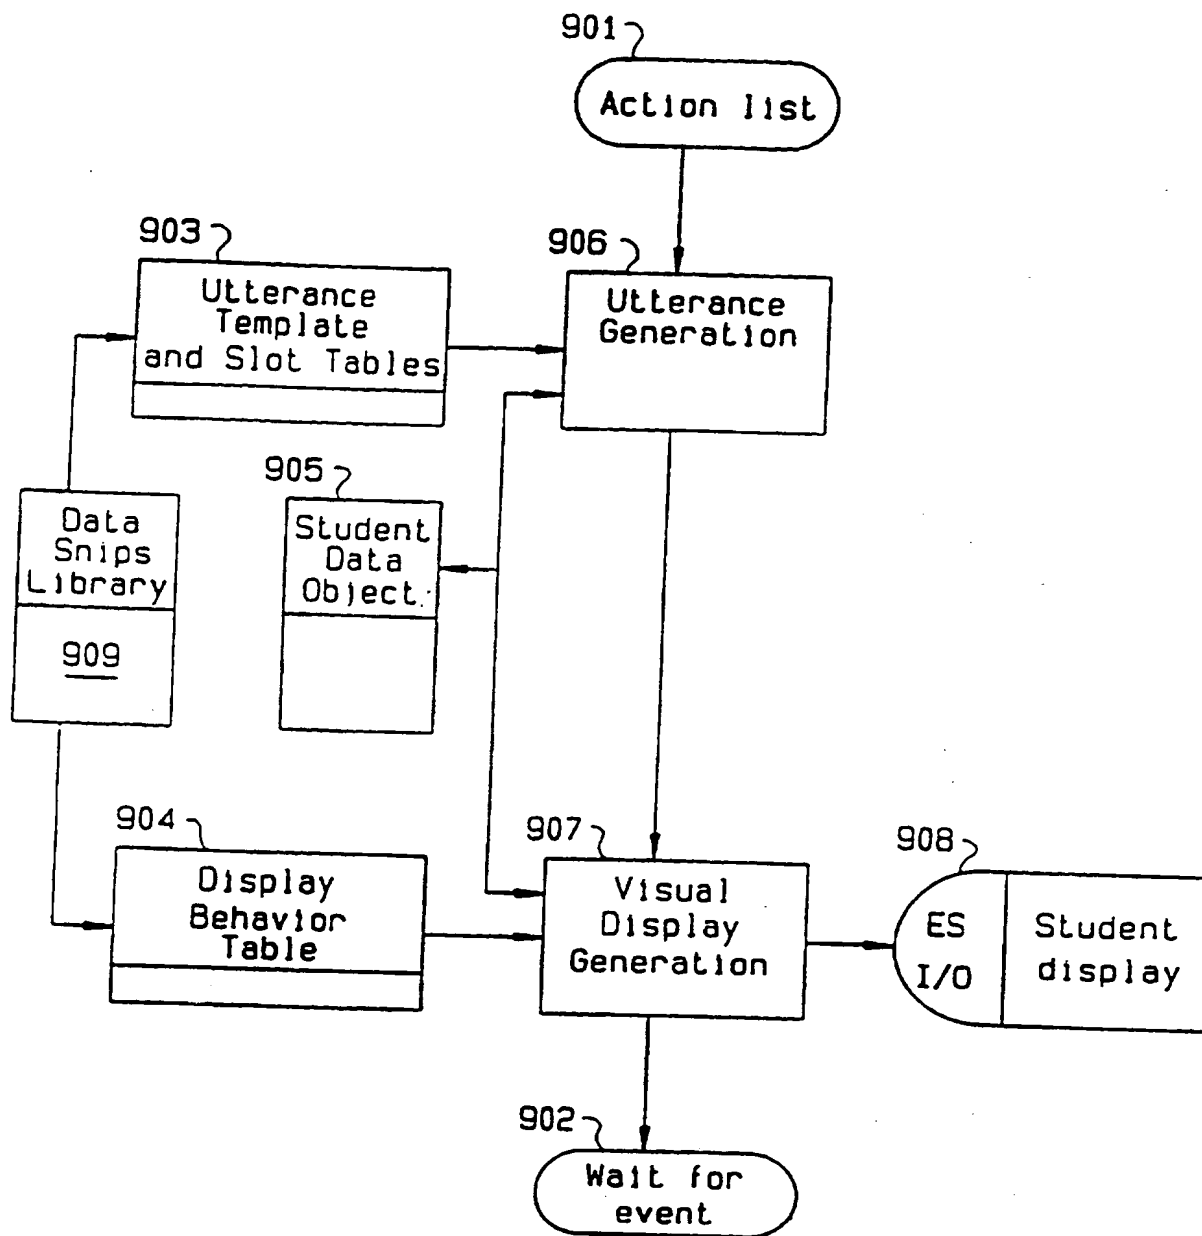 901
Action list
903
Utterance
Template
and Slot Tables
906
Utterance
Generation
905
Student
Data
Object
Data
Snips
Library
909
904
Display
Behavior
Table
907
Visual
Display
Generation
908
ES
I/O
Student
display
902
Wait for
event